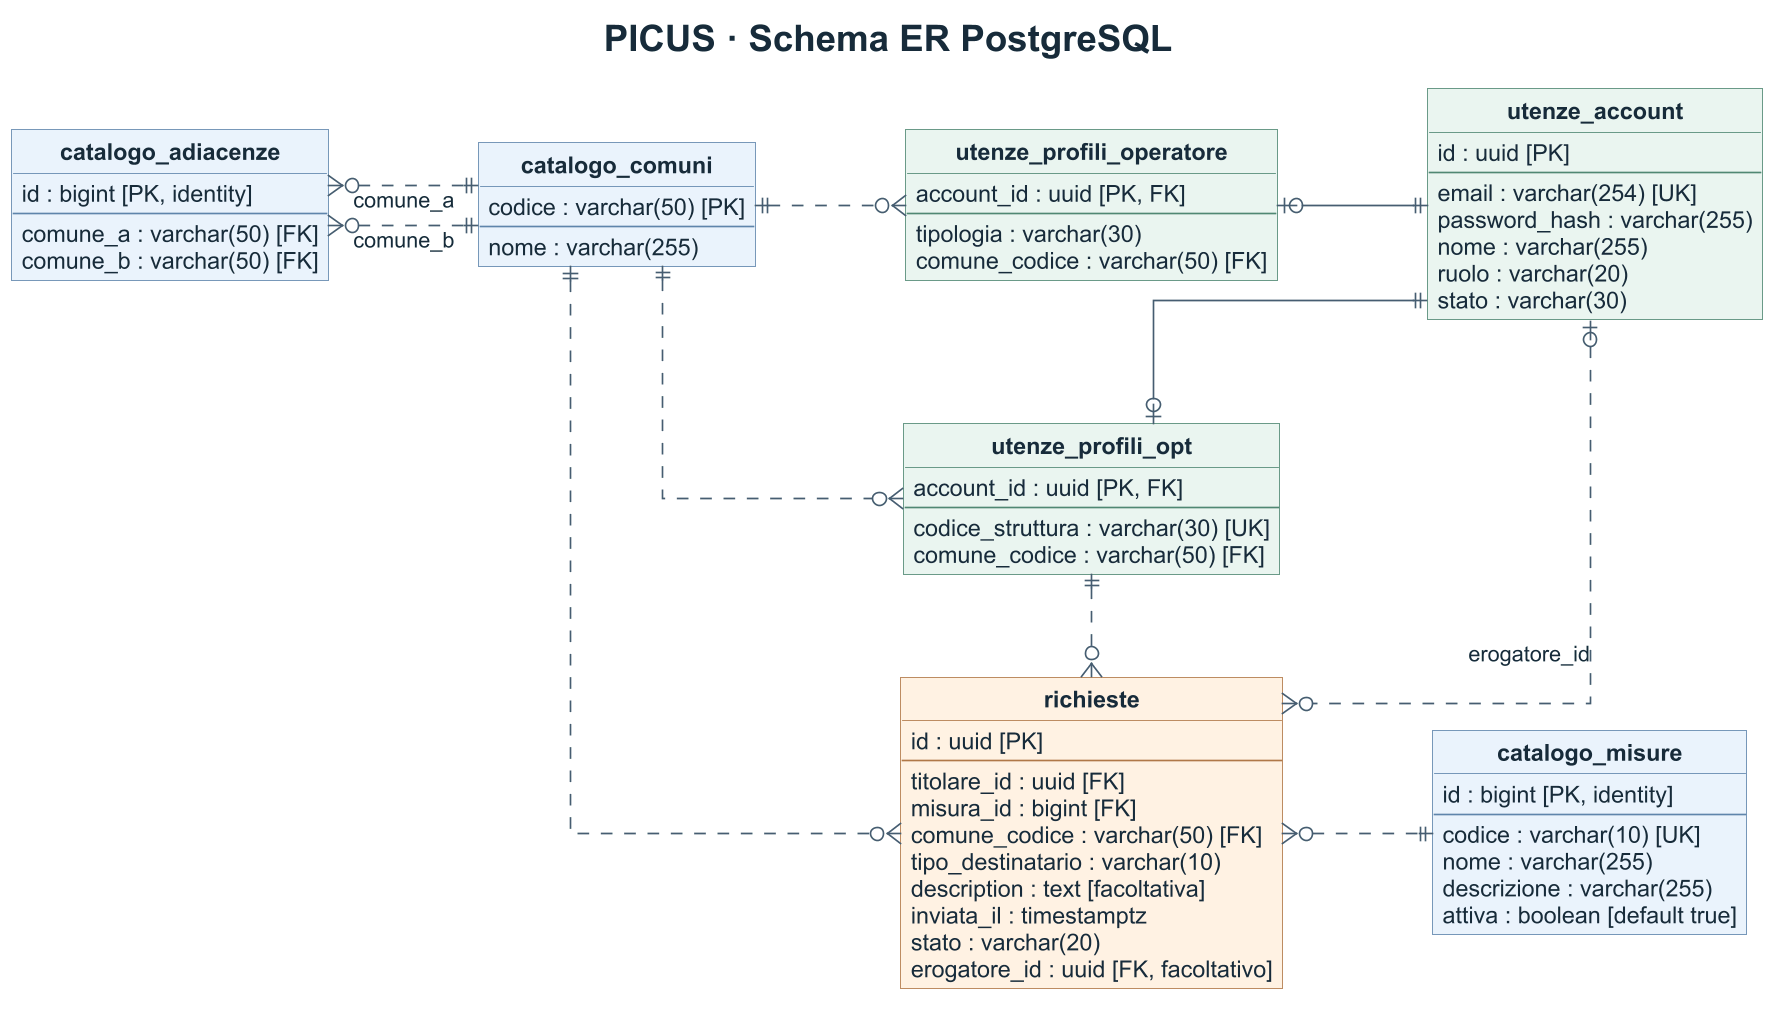 PICUS · Schema ER PostgreSQL
catalogo_adiacenze
id : bigint [PK, identity]
comune_a : varchar(50) [FK]
comune_b : varchar(50) [FK]
comune_a
comune_b
catalogo_comuni
codice : varchar(50) [PK]
nome : varchar(255)
utenze_profili_operatore
account_id : uuid [PK, FK]
tipologia : varchar(30)
comune_codice : varchar(50) [FK]
utenze_account
id : uuid [PK]
email : varchar(254) [UK]
password_hash : varchar(255)
nome : varchar(255)
ruolo : varchar(20)
stato : varchar(30)
utenze_profili_opt
account_id : uuid [PK, FK]
codice_struttura : varchar(30) [UK]
comune_codice : varchar(50) [FK]
erogatore_id
richieste
id : uuid [PK]
titolare_id : uuid [FK]
misura_id : bigint [FK]
comune_codice : varchar(50) [FK]
tipo_destinatario : varchar(10)
description : text [facoltativa]
inviata_il : timestamptz
stato : varchar(20)
erogatore_id : uuid [FK, facoltativo]
catalogo_misure
id : bigint [PK, identity]
codice : varchar(10) [UK]
nome : varchar(255)
descrizione : varchar(255)
attiva : boolean [default true]